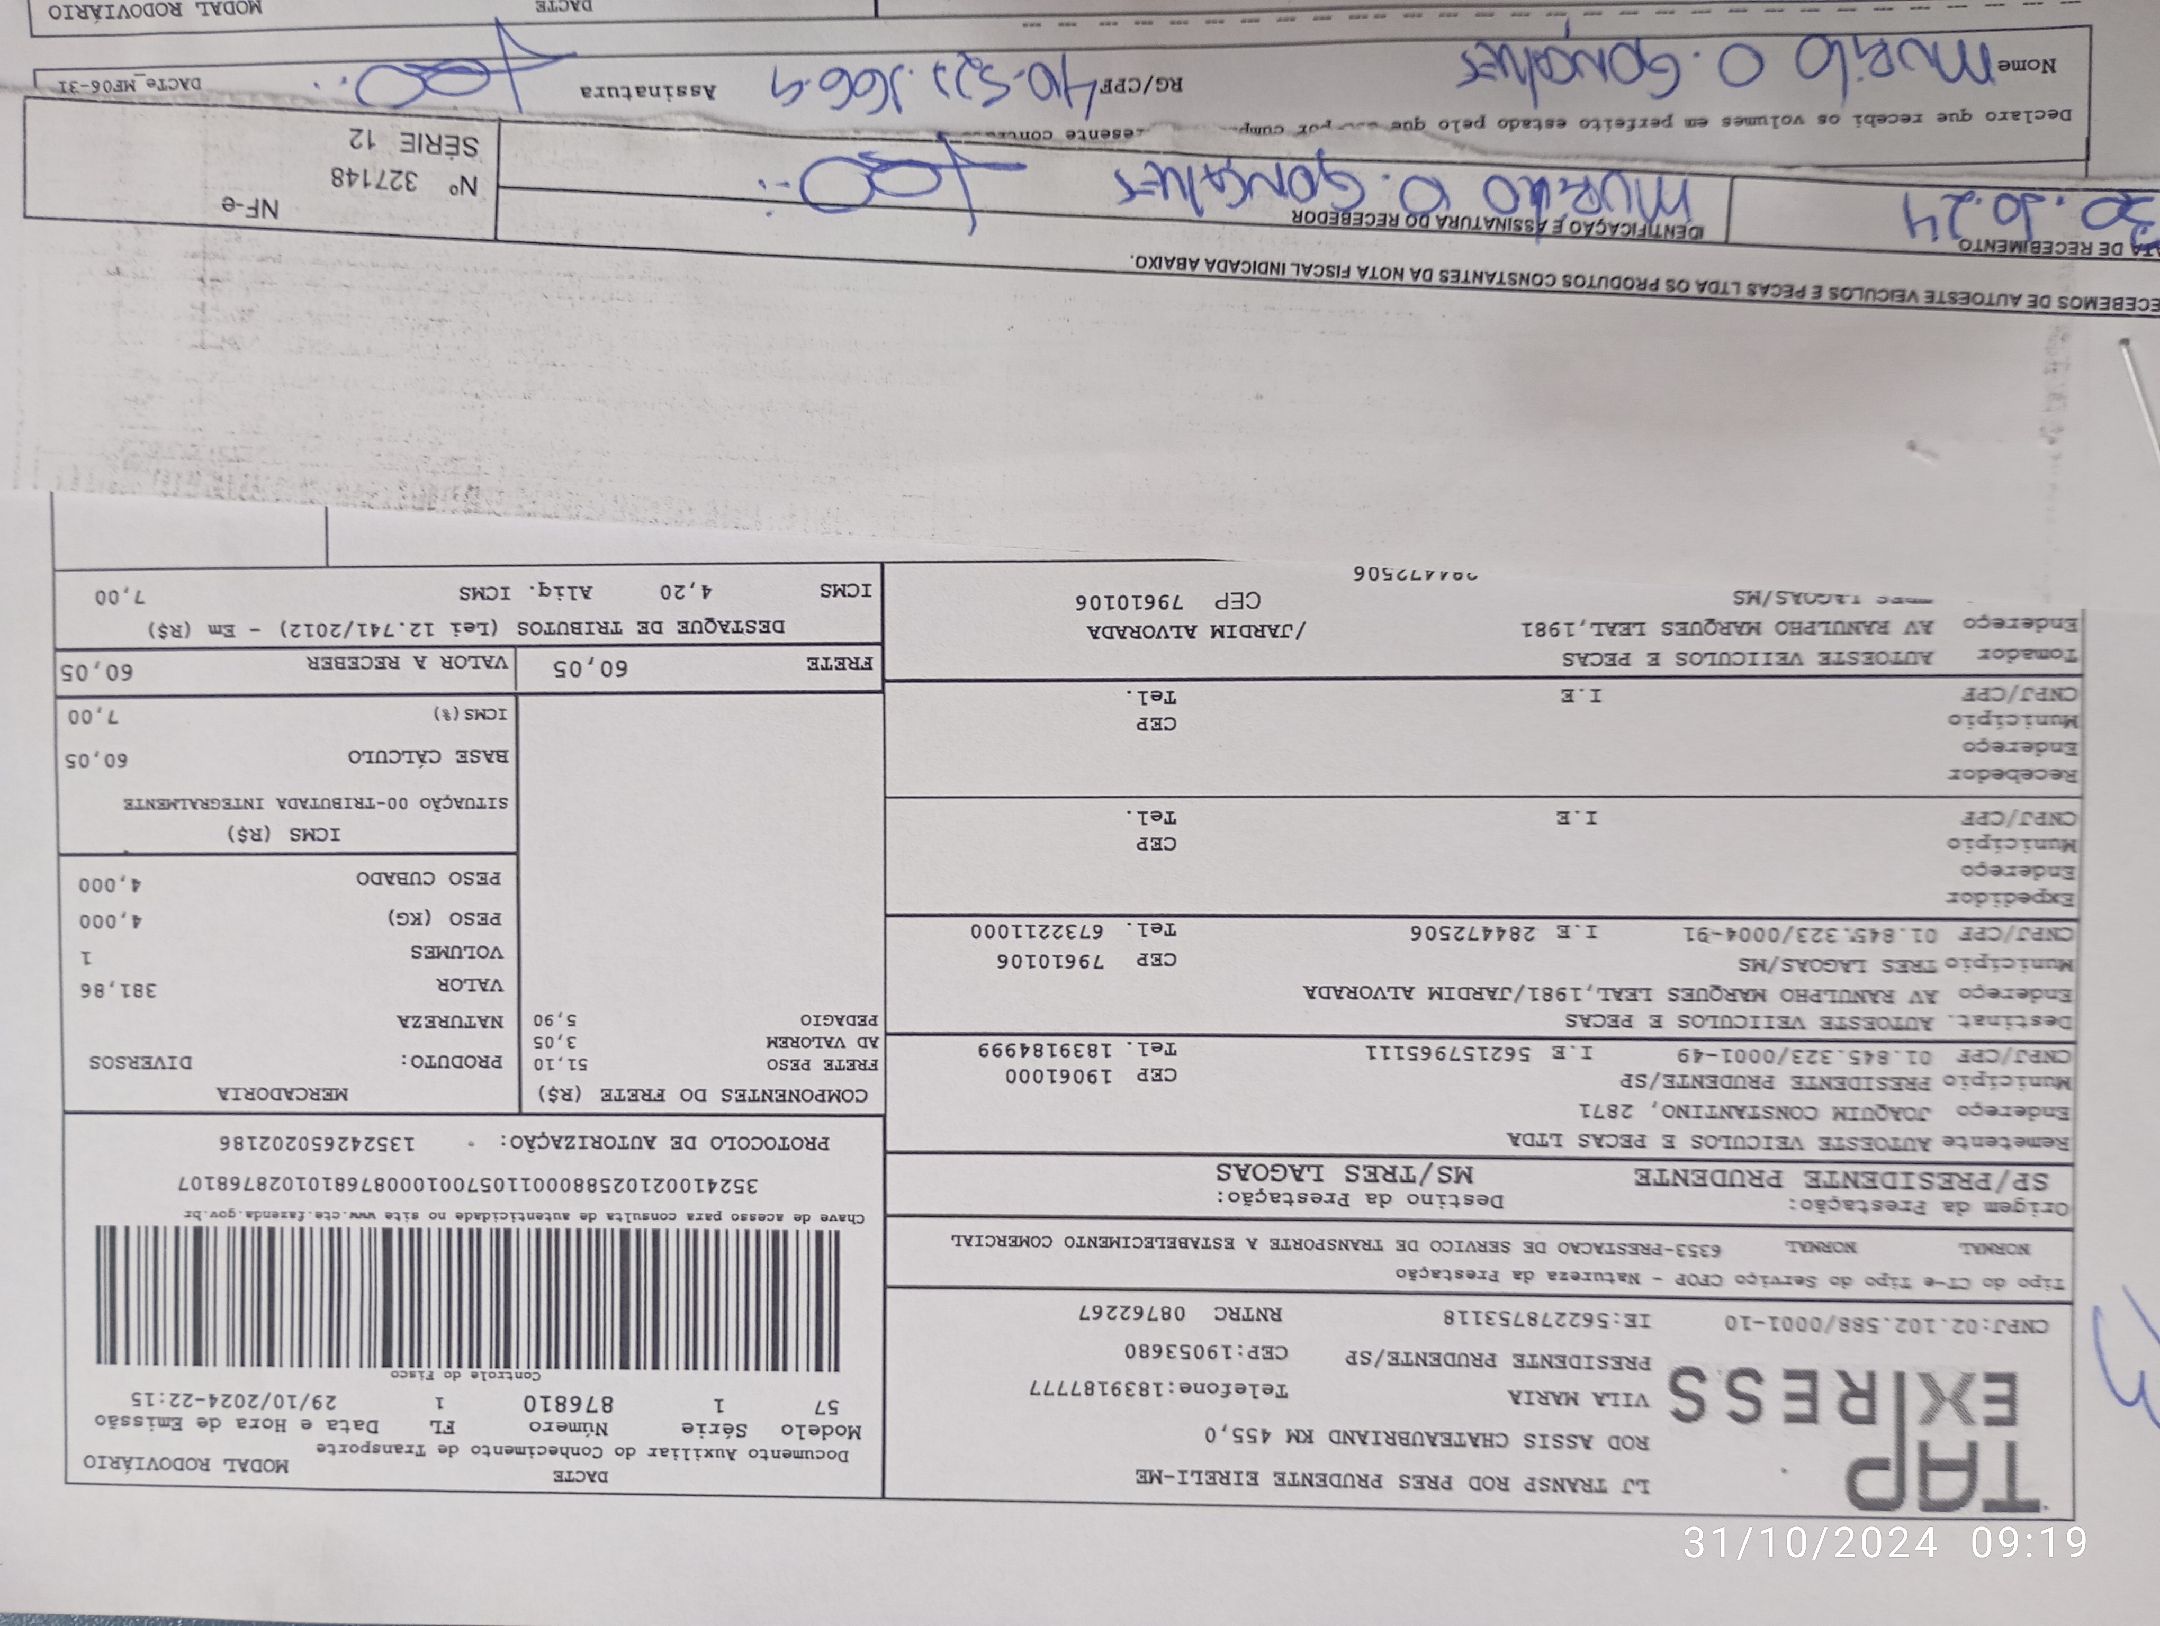 TAP
EXPRESS
LJ TRANSP ROD PRES PRUDENTE EIRELI-ME
ROD ASSIS CHATEAUBRIAND KM 455,0
VILA MARIA Telefone:1839187777
PRESIDENTE PRUDENTE/SP CEP:19053680
CNPJ:02.102.588/0001-10 IE:562278753118 RNTRC 08762267
DACTE MODAL RODOVIÁRIO
Documento Auxiliar do Conhecimento de Transporte
Modelo Série Número FL Data e Hora de Emissão
57 1 876810 1 29/10/2024-22:15
Controle do Fisco
Chave de acesso para consulta de autenticidade no site www.cte.fazenda.gov.br
35241002102588000110570010008768101028768107
PROTOCOLO DE AUTORIZAÇÃO: 135242650202186
Tipo do CT-e Tipo do Serviço CFOP - Natureza da Prestação
NORMAL NORMAL 6353-PRESTACAO DE SERVICO DE TRANSPORTE A ESTABELECIMENTO COMERCIAL
Origem da Prestação: Destino da Prestação:
SP/PRESIDENTE PRUDENTE MS/TRES LAGOAS
Remetente AUTOESTE VEICULOS E PECAS LTDA
Endereço JOAQUIM CONSTANTINO, 2871
Município PRESIDENTE PRUDENTE/SP CEP 19061000
CNPJ/CPF 01.845.323/0001-49 I.E 562157965111 Tel. 1839184999
Destinat. AUTOESTE VEIICULOS E PECAS
Endereço AV RANULPHO MARQUES LEAL,1981/JARDIM ALVORADA
Município TRES LAGOAS/MS CEP 79610106
CNPJ/CPF 01.845.323/0004-91 I.E 284472506 Tel. 6732211000
Expedidor
Endereço
Município CEP
CNPJ/CPF I.E Tel.
Recebedor
Endereço
Município CEP
CNPJ/CPF I.E Tel.
Tomador AUTOESTE VEIICULOS E PECAS
Endereço AV RANULPHO MARQUES LEAL,1981 /JARDIM ALVORADA
LAGOAS/MS CEP 79610106
COMPONENTES DO FRETE (R$)
FRETE PESO 51,10
AD VALOREM 3,05
PEDAGIO 5,90
MERCADORIA
PRODUTO: DIVERSOS
NATUREZA
VALOR 381,86
VOLUMES 1
PESO (KG) 4,000
PESO CUBADO 4,000
ICMS (R$)
SITUAÇÃO 00-TRIBUTADA INTEGRALMENTE
BASE CÁLCULO 60,05
ICMS(%) 7,00
FRETE 60,05 VALOR A RECEBER 60,05
DESTAQUE DE TRIBUTOS (Lei 12.741/2012) - Em (R$)
ICMS 4,20 Aliq. ICMS 7,00
ECEBEMOS DE AUTOESTE VEICULOS E PECAS LTDA OS PRODUTOS CONSTANTES DA NOTA FISCAL INDICADA ABAIXO.
ATA DE RECEBIMENTO IDENTIFICAÇÃO E ASSINATURA DO RECEBEDOR
30.10.24 MURILO O. GONÇALVES
NF-e
Nº 327148
SÉRIE 12
Declaro que recebi os volumes em perfeito estado pelo que
Nome MURILO O. GONÇALVES RG/CPF Assinatura
DACTe_MF06-31
DACTE MODAL RODOVIÁRIO
31/10/2024 09:19